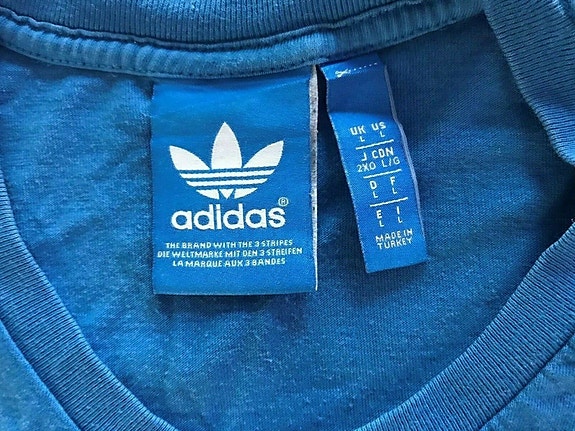 adidas®
THE BRAND WITH THE 3 STRIPES
DIE WELTMARKE MIT DEN 3 STREIFEN
LA MARQUE AUX 3 BANDES
UK US
L L
J CDN
2XO L/G
D F
L L
E I
L L
MADE IN
TURKEY